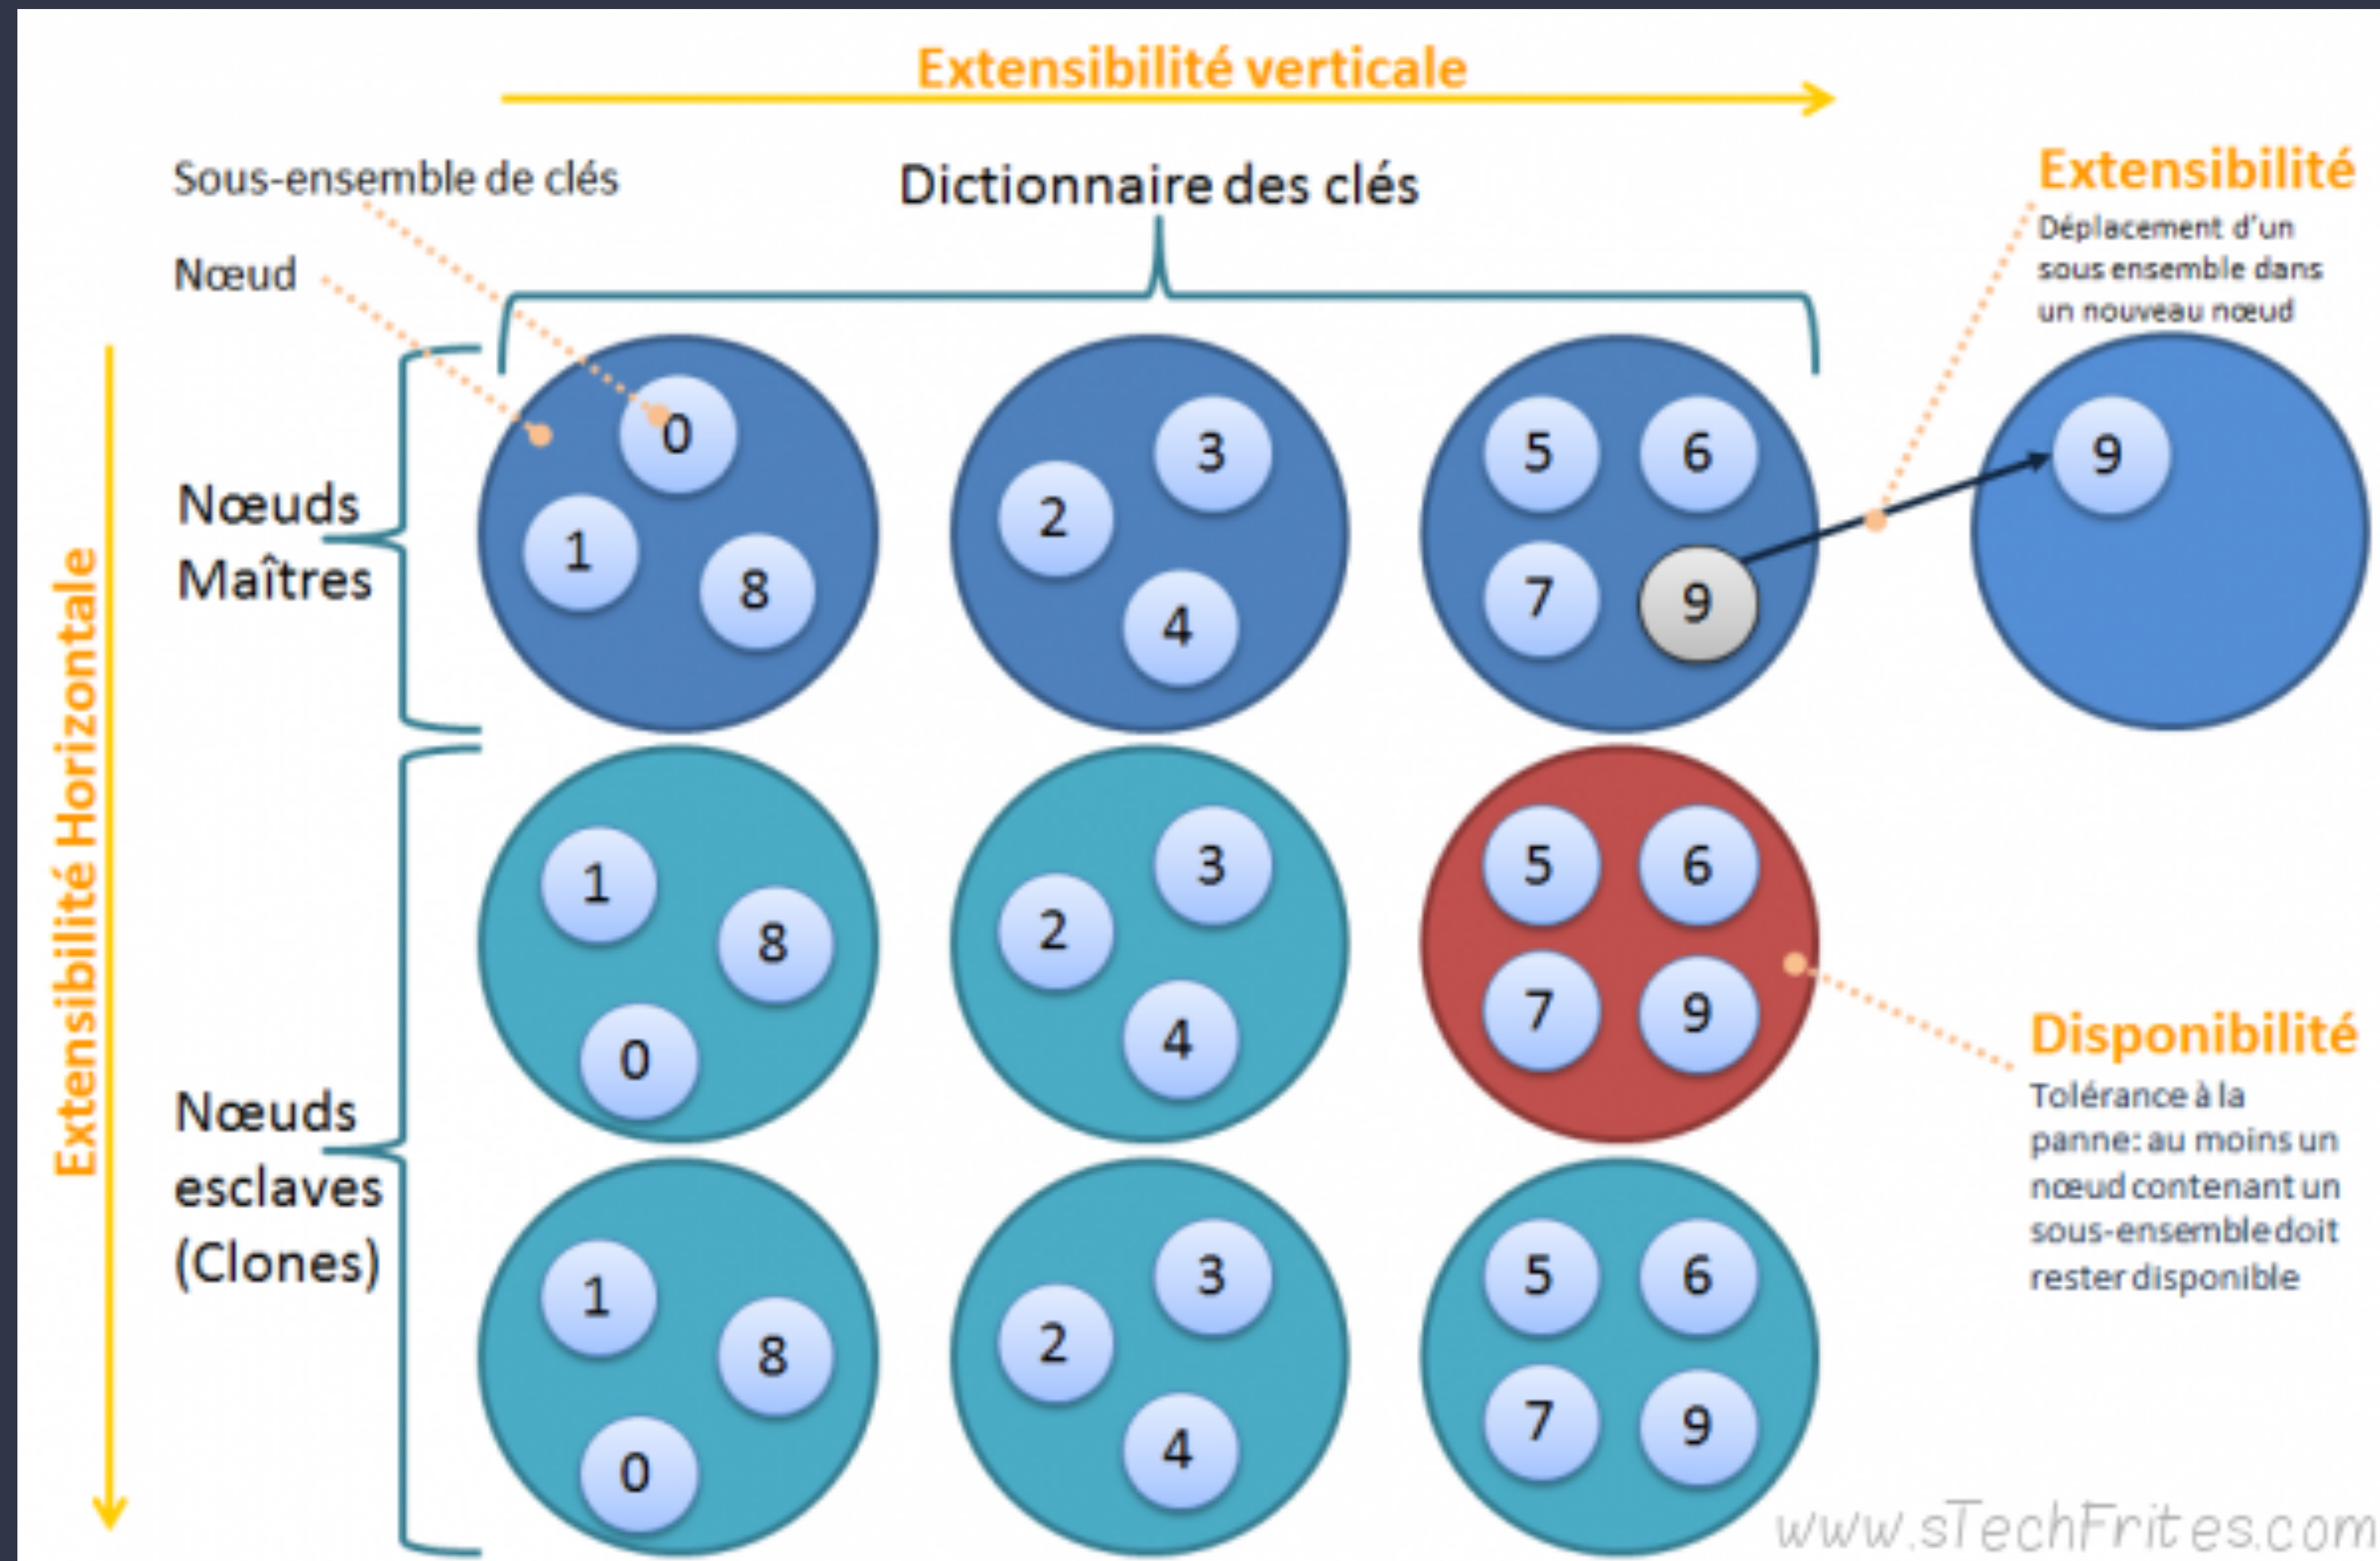 Extensibilité verticale
Sous-ensemble de clés
Dictionnaire des clés
Extensibilité
Déplacement d'un
sous ensemble dans
un nouveau nœud
Nœud
Extensibilité Horizontale
Nœuds
Maîtres
0
1
8
3
2
4
5
6
7
9
9
Nœuds
esclaves
(Clones)
1
8
0
3
2
4
5
6
7
9
Disponibilité
Tolérance à la
panne: au moins un
nœud contenant un
sous-ensemble doit
rester disponible
1
8
0
3
2
4
5
6
7
9
www.sTechFrites.com